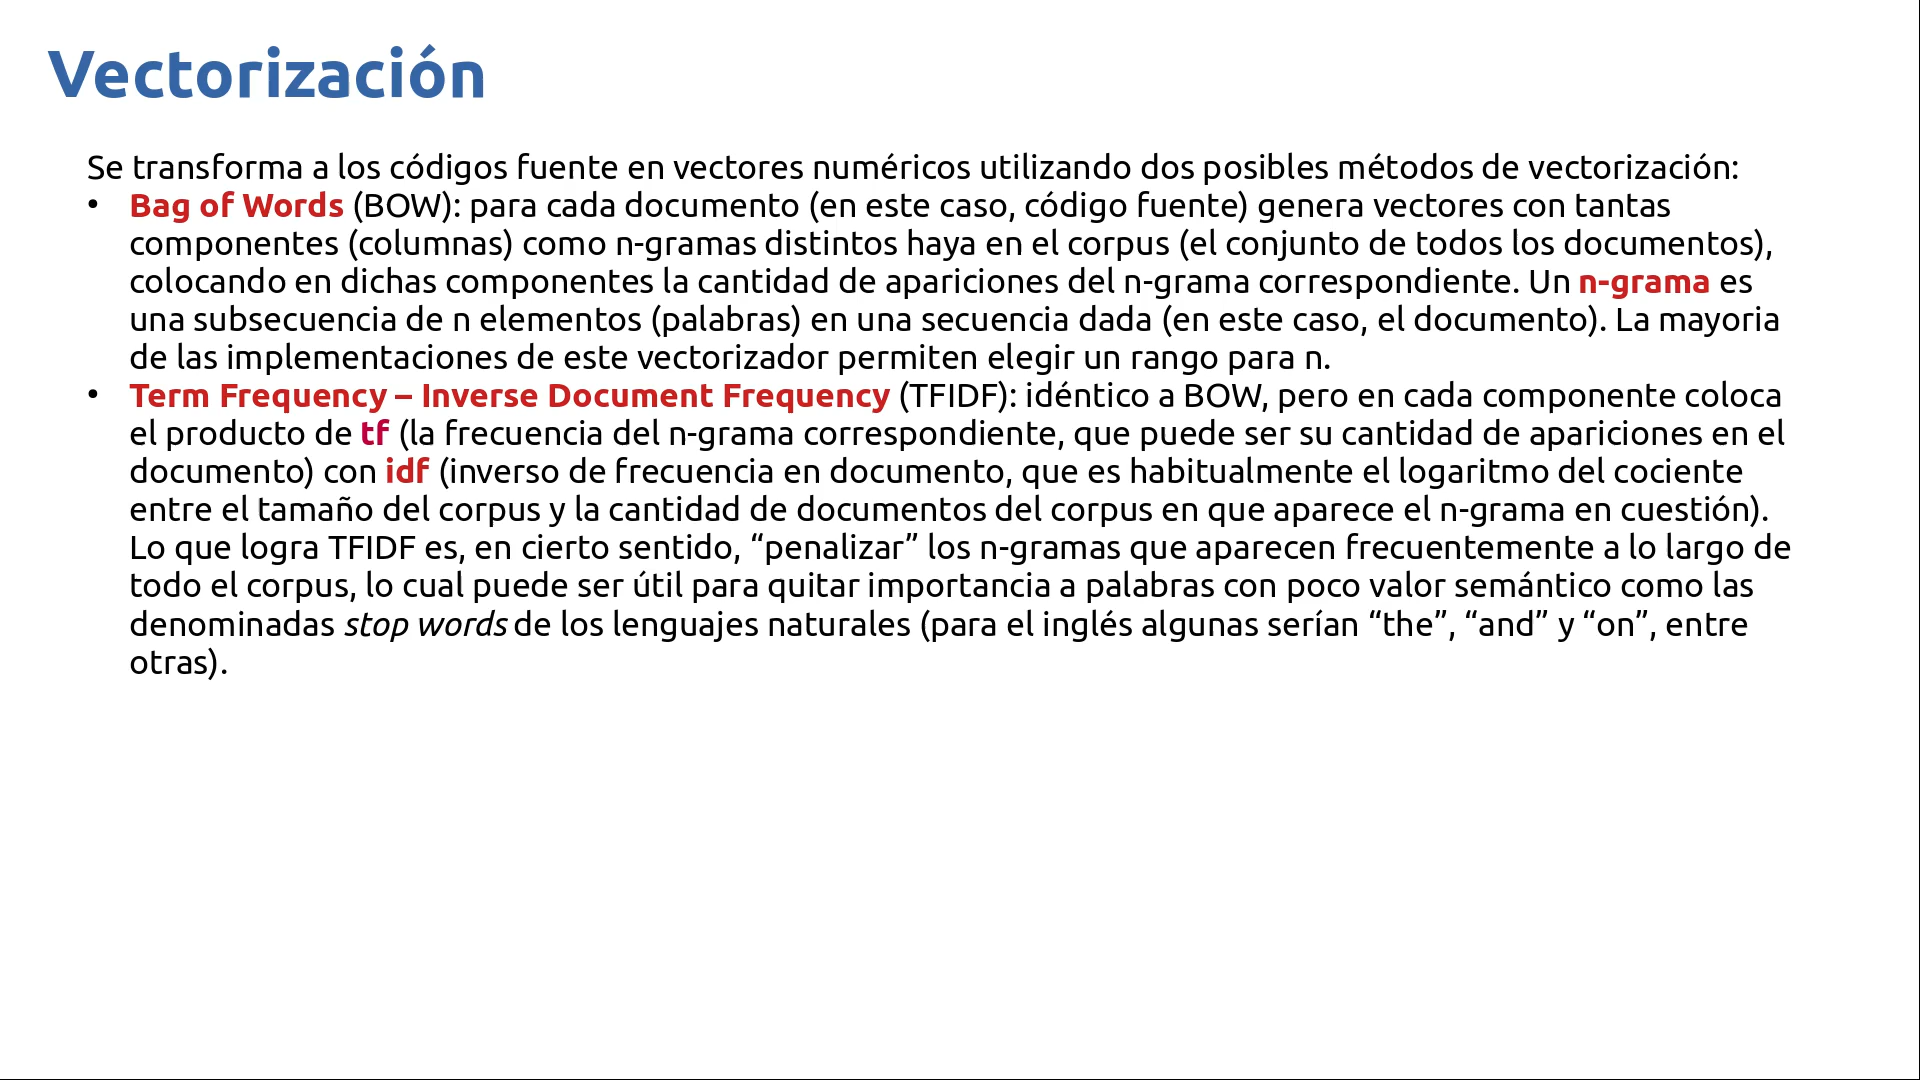 Vectorización
Se transforma a los códigos fuente en vectores numéricos utilizando dos posibles métodos de vectorización:
• Bag of Words (BOW): para cada documento (en este caso, código fuente) genera vectores con tantas
componentes (columnas) como n-gramas distintos haya en el corpus (el conjunto de todos los documentos),
colocando en dichas componentes la cantidad de apariciones del n-grama correspondiente. Un n-grama es
una subsecuencia de n elementos (palabras) en una secuencia dada (en este caso, el documento). La mayoria
de las implementaciones de este vectorizador permiten elegir un rango para n.
• Term Frequency – Inverse Document Frequency (TFIDF): idéntico a BOW, pero en cada componente coloca
el producto de tf (la frecuencia del n-grama correspondiente, que puede ser su cantidad de apariciones en el
documento) con idf (inverso de frecuencia en documento, que es habitualmente el logaritmo del cociente
entre el tamaño del corpus y la cantidad de documentos del corpus en que aparece el n-grama en cuestión).
Lo que logra TFIDF es, en cierto sentido, “penalizar” los n-gramas que aparecen frecuentemente a lo largo de
todo el corpus, lo cual puede ser útil para quitar importancia a palabras con poco valor semántico como las
denominadas stop words de los lenguajes naturales (para el inglés algunas serían “the”, “and” y “on”, entre
otras).